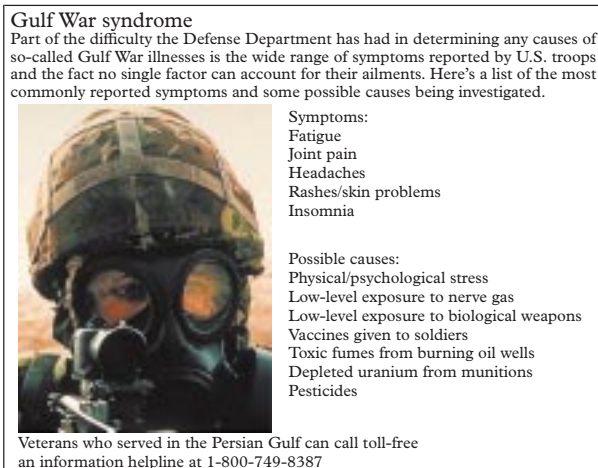 Gulf War syndrome
Part of the difficulty the Defense Department has had in determining any causes of
so-called Gulf War illnesses is the wide range of symptoms reported by U.S. troops
and the fact no single factor can account for their ailments. Here's a list of the most
commonly reported symptoms and some possible causes being investigated.
Symptoms:
Fatigue
Joint pain
Headaches
Rashes/skin problems
Insomnia
Possible causes:
Physical/psychological stress
Low-level exposure to nerve gas
Low-level exposure to biological weapons
Vaccines given to soldiers
Toxic fumes from burning oil wells
Depleted uranium from munitions
Pesticides
Veterans who served in the Persian Gulf can call toll-free
an information helpline at 1-800-749-8387